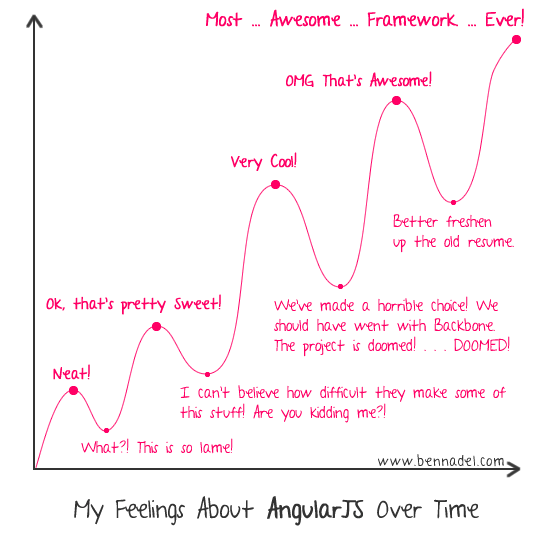 Most ... Awesome ... Framework ... Ever!
OMG That's Awesome!
Very Cool!
Better freshen
up the old resume.
OK, that's pretty Sweet!
We've made a horrible choice! We
should have went with Backbone.
The project is doomed! . . . DOOMED!
Neat!
I can't believe how difficult they make some of
this stuff! Are you kidding me?!
What?! This is so lame!
www.bennadel.com
My Feelings About AngularJS Over Time